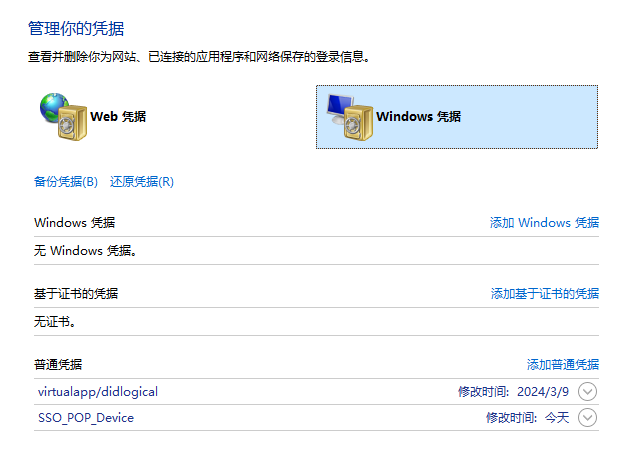 管理你的凭据
查看并删除你为网站、已连接的应用程序和网络保存的登录信息。
Web 凭据
Windows 凭据
备份凭据(B) 还原凭据(R)
Windows 凭据 添加 Windows 凭据
无 Windows 凭据。
基于证书的凭据 添加基于证书的凭据
无证书。
普通凭据 添加普通凭据
virtualapp/didlogical 修改时间: 2024/3/9
SSO_POP_Device 修改时间: 今天